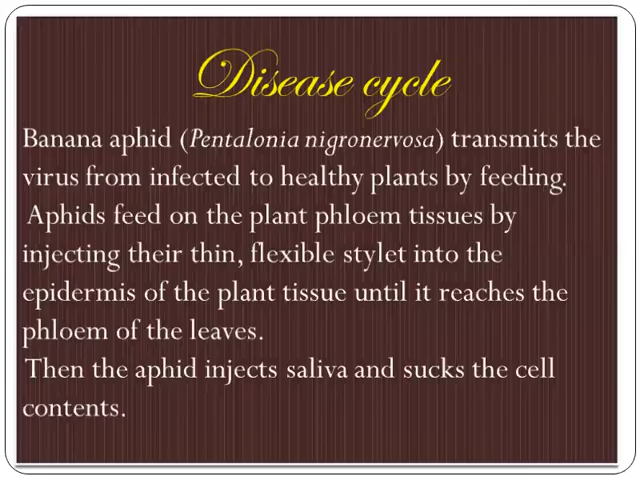 Disease cycle
Banana aphid (Pentalonia nigronervosa) transmits the
virus from infected to healthy plants by feeding.
Aphids feed on the plant phloem tissues by
injecting their thin, flexible stylet into the
epidermis of the plant tissue until it reaches the
phloem of the leaves.
Then the aphid injects saliva and sucks the cell
contents.